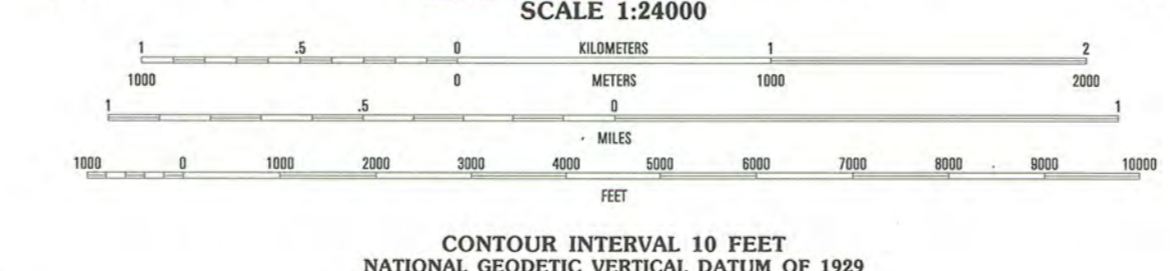 SCALE 1:24000
1 .5 0 KILOMETERS 1 2
1000 0 METERS 1000 2000
1 .5 0 1
MILES
1000 0 1000 2000 3000 4000 5000 6000 7000 8000 9000 10000
FEET
CONTOUR INTERVAL 10 FEET
NATIONAL GEODETIC VERTICAL DATUM OF 1929